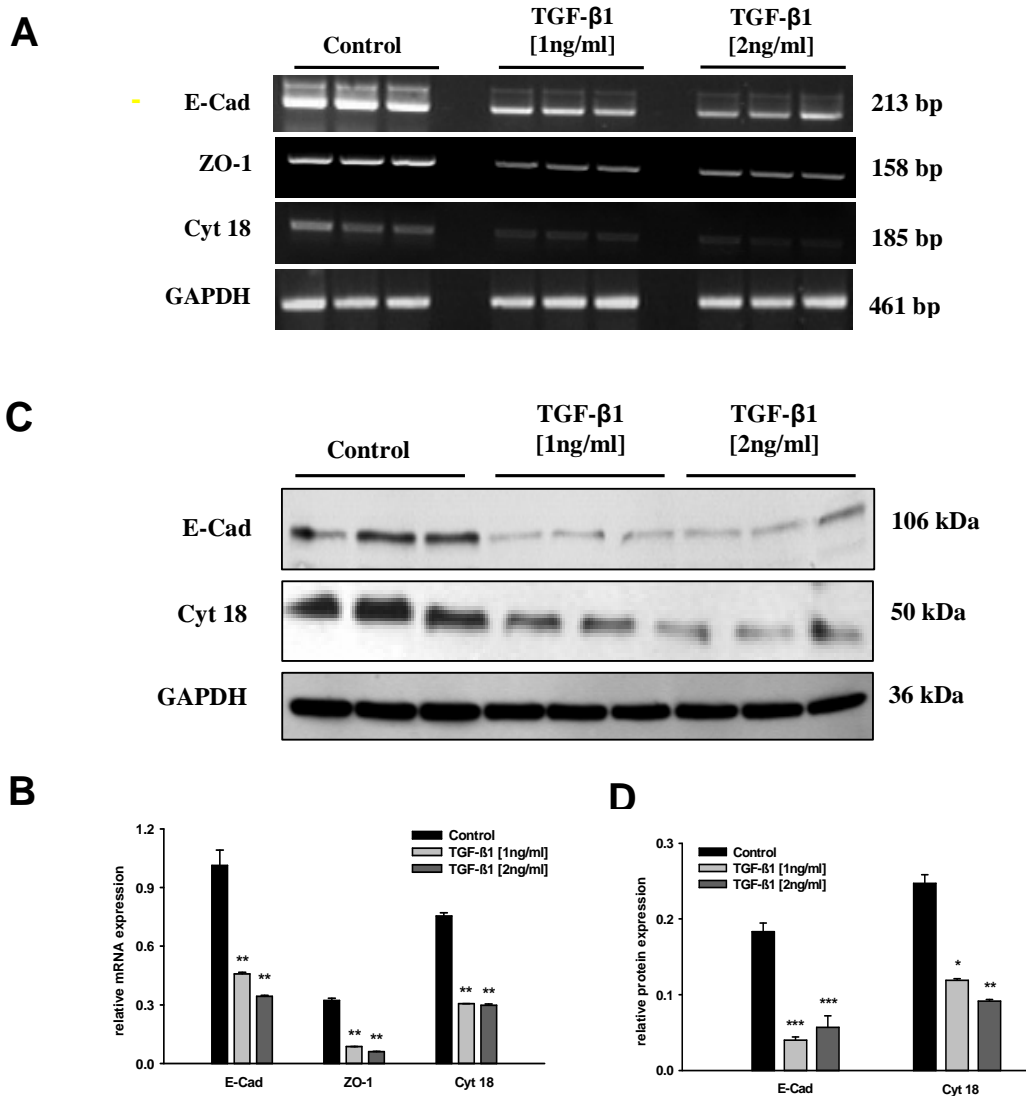 A
Control
TGF-β1
[1ng/ml]
TGF-β1
[2ng/ml]
E-Cad
213 bp
ZO-1
158 bp
Cyt 18
185 bp
GAPDH
461 bp
C
Control
TGF-β1
[1ng/ml]
TGF-β1
[2ng/ml]
E-Cad
106 kDa
Cyt 18
50 kDa
GAPDH
36 kDa
B
relative mRNA expression
1.2
0.9
0.6
0.3
0.0
Control
TGF-ß1 [1ng/ml]
TGF-ß1 [2ng/ml]
** **
** **
** **
E-Cad ZO-1 Cyt 18
D
relative protein expression
0.3
0.2
0.1
0.0
Control
TGF-ß1 [1ng/ml]
TGF-ß1 [2ng/ml]
*** ***
* **
E-Cad Cyt 18